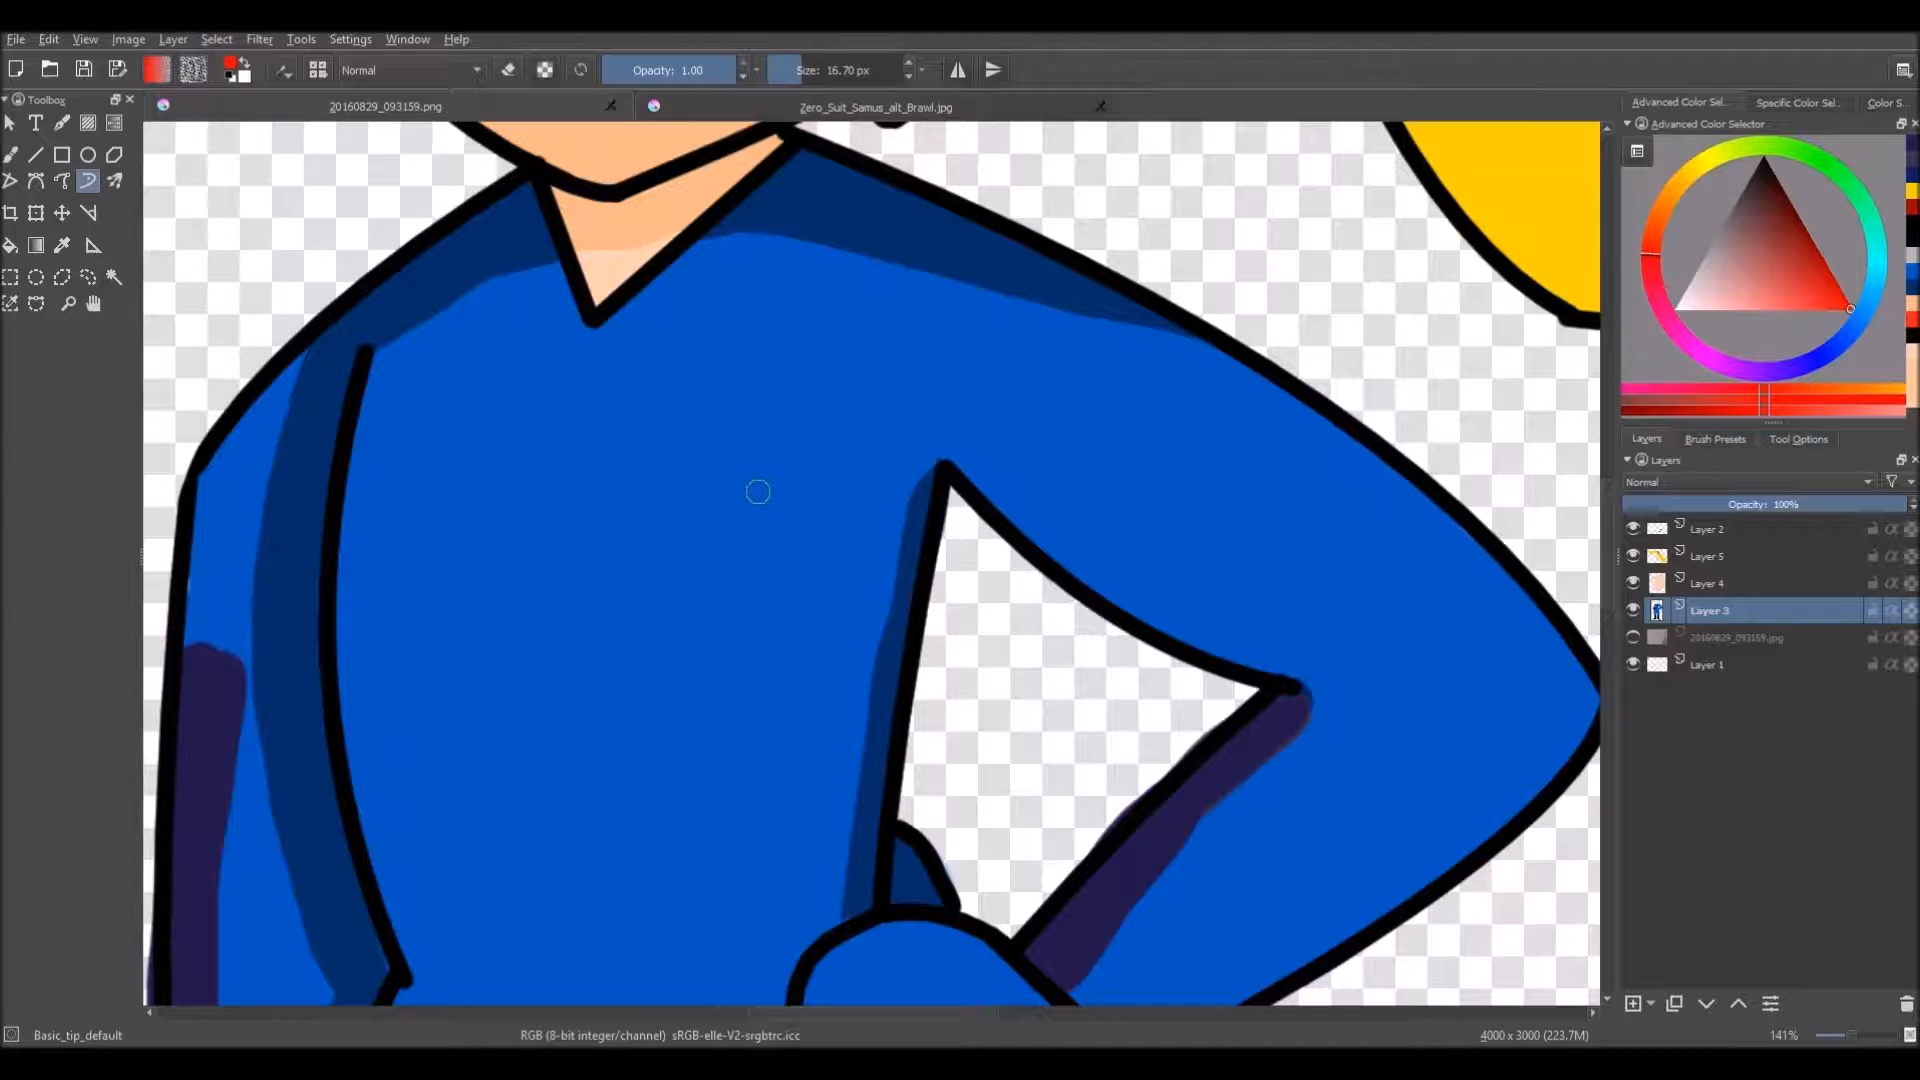 File Edit View Image Layer Select Filter Tools Settings Window Help
Normal Opacity: 1.00 Size: 16.70 px
Toolbox 20160829_093159.png Zero_Suit_Samus_alt_Brawl.jpg
Advanced Color Sel... Specific Color Sel... Color S...
Advanced Color Selector
Layers Brush Presets Tool Options
Layers
Normal
Opacity: 100%
Layer 2
Layer 5
Layer 4
Layer 3
20160829_093159.jpg
Layer 1
Basic_tip_default RGB (8-bit integer/channel) sRGB-elle-V2-srgbtrc.icc 4000 x 3000 (223.7M) 141%